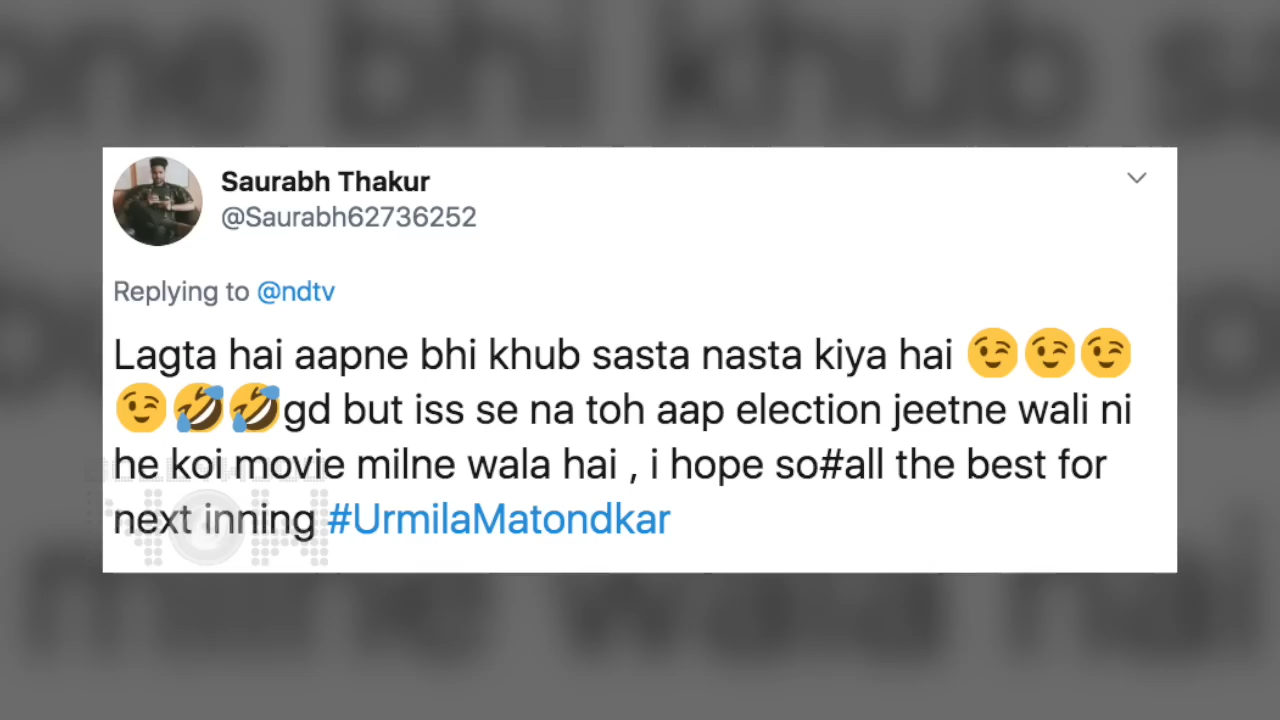 Saurabh Thakur
@Saurabh62736252
Replying to @ndtv
Lagta hai aapne bhi khub sasta nasta kiya hai 😉😉😉
😉🤣🤣gd but iss se na toh aap election jeetne wali ni
he koi movie milne wala hai , i hope so#all the best for
next inning #UrmilaMatondkar